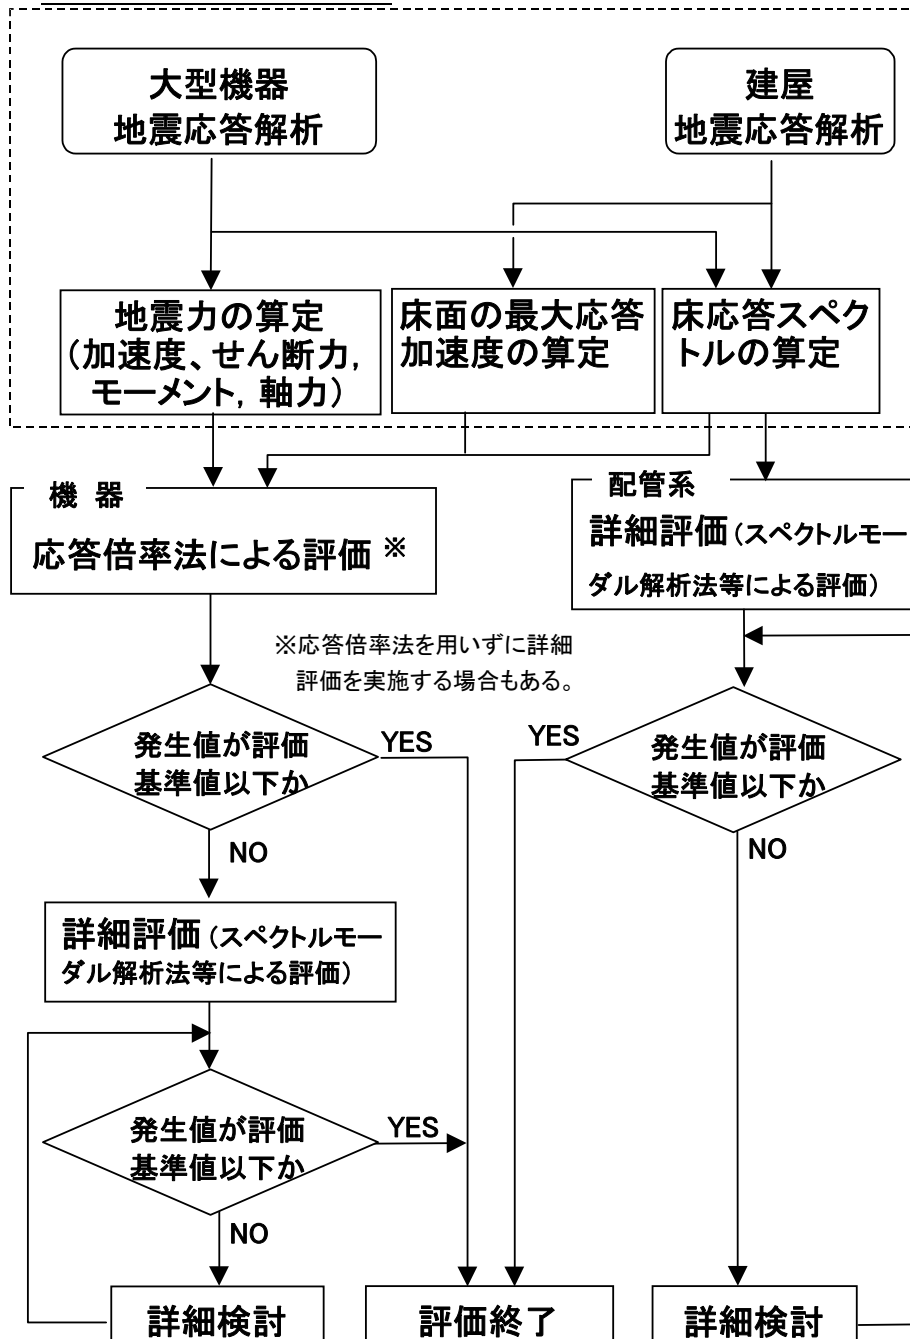 大型機器
地震応答解析
建屋
地震応答解析
地震力の算定
(加速度、せん断力,
モーメント, 軸力)
床面の最大応答
加速度の算定
床応答スペク
トルの算定
機 器
応答倍率法による評価 ※
配管系
詳細評価(スペクトルモー
ダル解析法等による評価)
※応答倍率法を用いずに詳細
評価を実施する場合もある。
発生値が評価
基準値以下か
YES
YES
発生値が評価
基準値以下か
NO
NO
詳細評価(スペクトルモー
ダル解析法等による評価)
発生値が評価
基準値以下か
YES
NO
詳細検討
評価終了
詳細検討